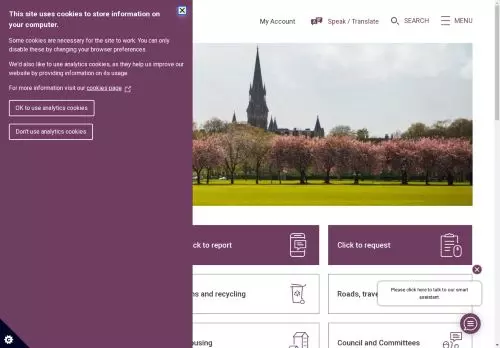 This site uses cookies to store information on
your computer.
Some cookies are necessary for the site to work. You can only
disable these by changing your browser preferences.
We'd also like to use analytics cookies, as they help us improve our
website by providing information on its usage.
For more information visit our cookies page
OK to use analytics cookies
Don't use analytics cookies
My Account
Speak / Translate
SEARCH
MENU
ck to report
Click to request
ns and recycling
Roads, trave
Please click here to talk to our smart
assistant.
using
Council and Committees